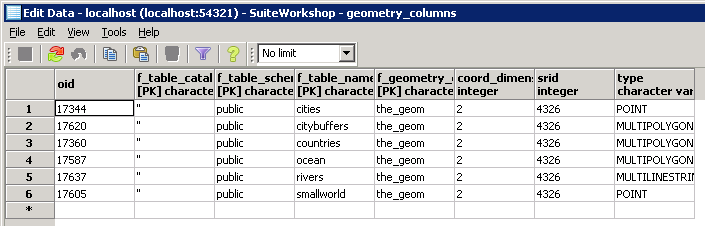 Edit Data - localhost (localhost:54321) - SuiteWorkshop - geometry_columns
File Edit View Tools Help
No limit
oid f_table_catal f_table_schem f_table_name f_geometry_c coord_dimens srid type
[PK] characte [PK] characte [PK] characte [PK] characte integer integer character var
1 17344 '' public cities the_geom 2 4326 POINT
2 17620 '' public citybuffers the_geom 2 4326 MULTIPOLYGON
3 17360 '' public countries the_geom 2 4326 MULTIPOLYGON
4 17587 '' public ocean the_geom 2 4326 MULTIPOLYGON
5 17637 '' public rivers the_geom 2 4326 MULTILINESTRIN
6 17605 '' public smallworld the_geom 2 4326 POINT
*